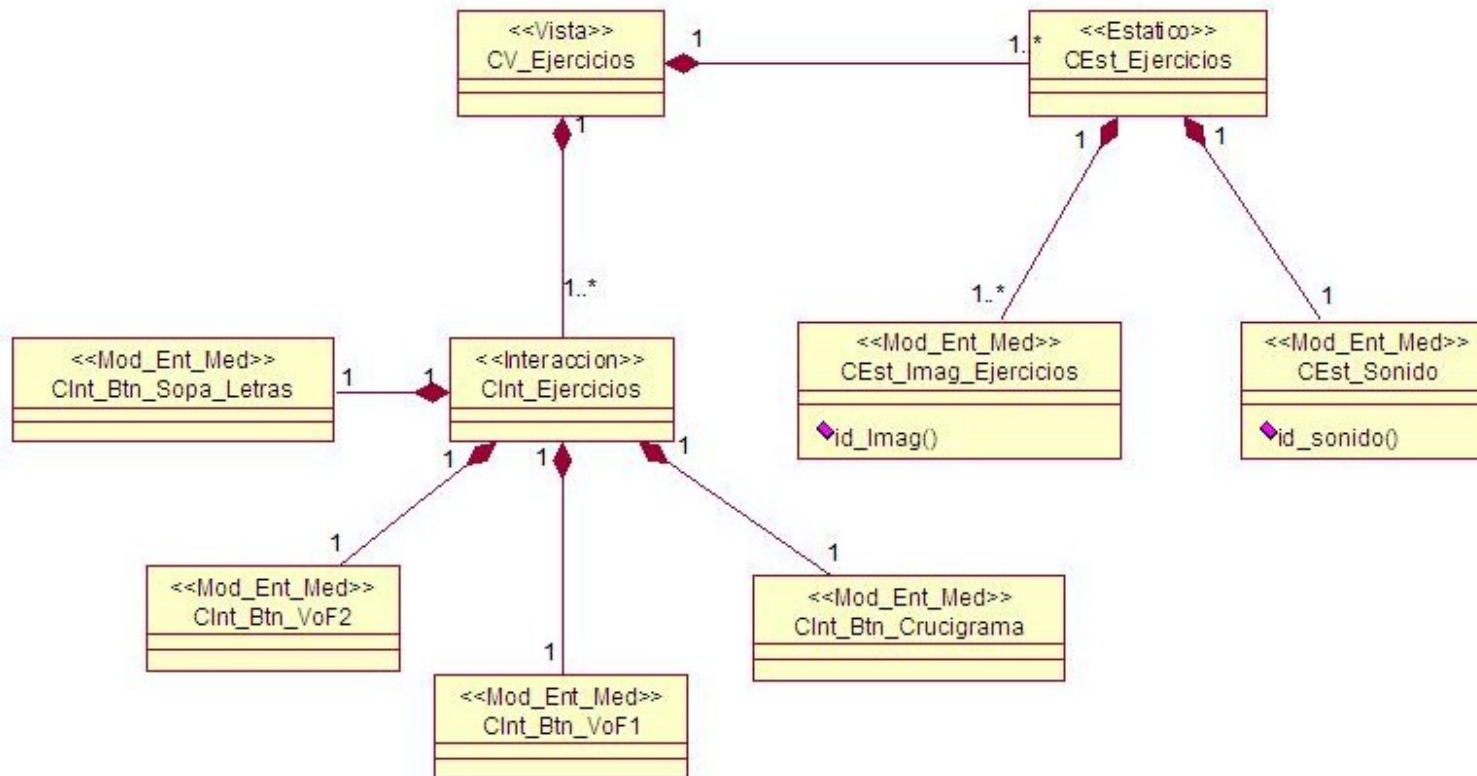 <<Vista>>
CV_Ejercicios
1
1..*
<<Estatico>>
CEst_Ejercicios
1
1
1
1..*
1..*
1
<<Mod_Ent_Med>>
CInt_Btn_Sopa_Letras
1
1
<<Interaccion>>
CInt_Ejercicios
<<Mod_Ent_Med>>
CEst_Imag_Ejercicios
id_Imag()
<<Mod_Ent_Med>>
CEst_Sonido
id_sonido()
1
1
1
1
1
1
<<Mod_Ent_Med>>
CInt_Btn_VoF2
<<Mod_Ent_Med>>
CInt_Btn_Crucigrama
<<Mod_Ent_Med>>
CInt_Btn_VoF1